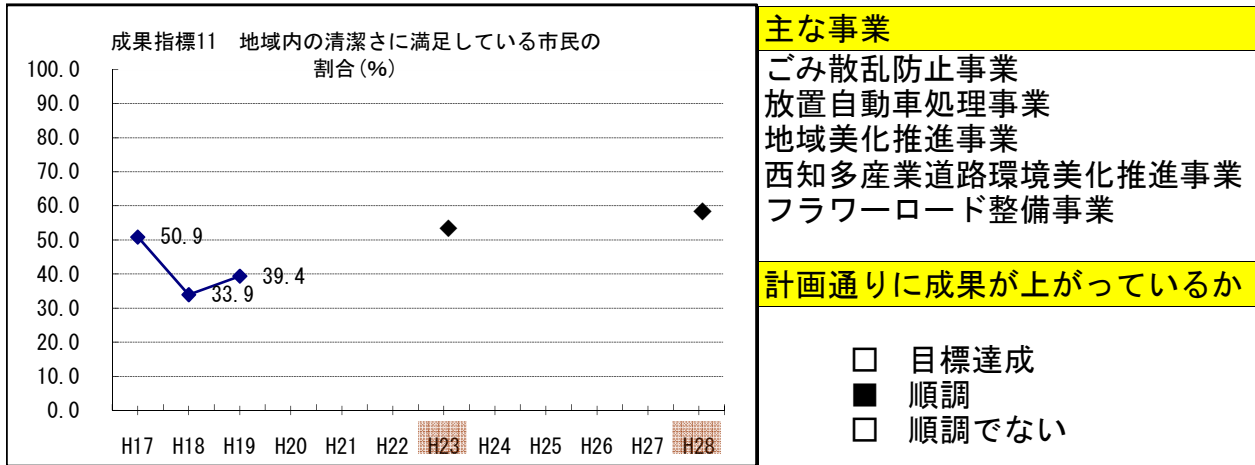 成果指標11　地域内の清潔さに満足している市民の
割合(%)
100.0
90.0
80.0
70.0
60.0
50.0
40.0
30.0
20.0
10.0
0.0
50.9
33.9
39.4
H17 H18 H19 H20 H21 H22 H23 H24 H25 H26 H27 H28
主な事業
ごみ散乱防止事業
放置自動車処理事業
地域美化推進事業
西知多産業道路環境美化推進事業
フラワーロード整備事業
計画通りに成果が上がっているか
□　目標達成
■　順調
□　順調でない